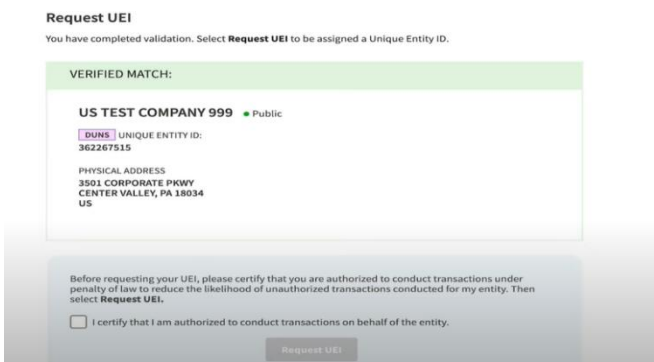 Request UEI
You have completed validation. Select Request UEI to be assigned a Unique Entity ID.
VERIFIED MATCH:
US TEST COMPANY 999 ● Public
DUNS UNIQUE ENTITY ID:
362267515
PHYSICAL ADDRESS
3501 CORPORATE PKWY
CENTER VALLEY, PA 18034
US
Before requesting your UEI, please certify that you are authorized to conduct transactions under
penalty of law to reduce the likelihood of unauthorized transactions conducted for my entity. Then
select Request UEI.
I certify that I am authorized to conduct transactions on behalf of the entity.
Request UEI